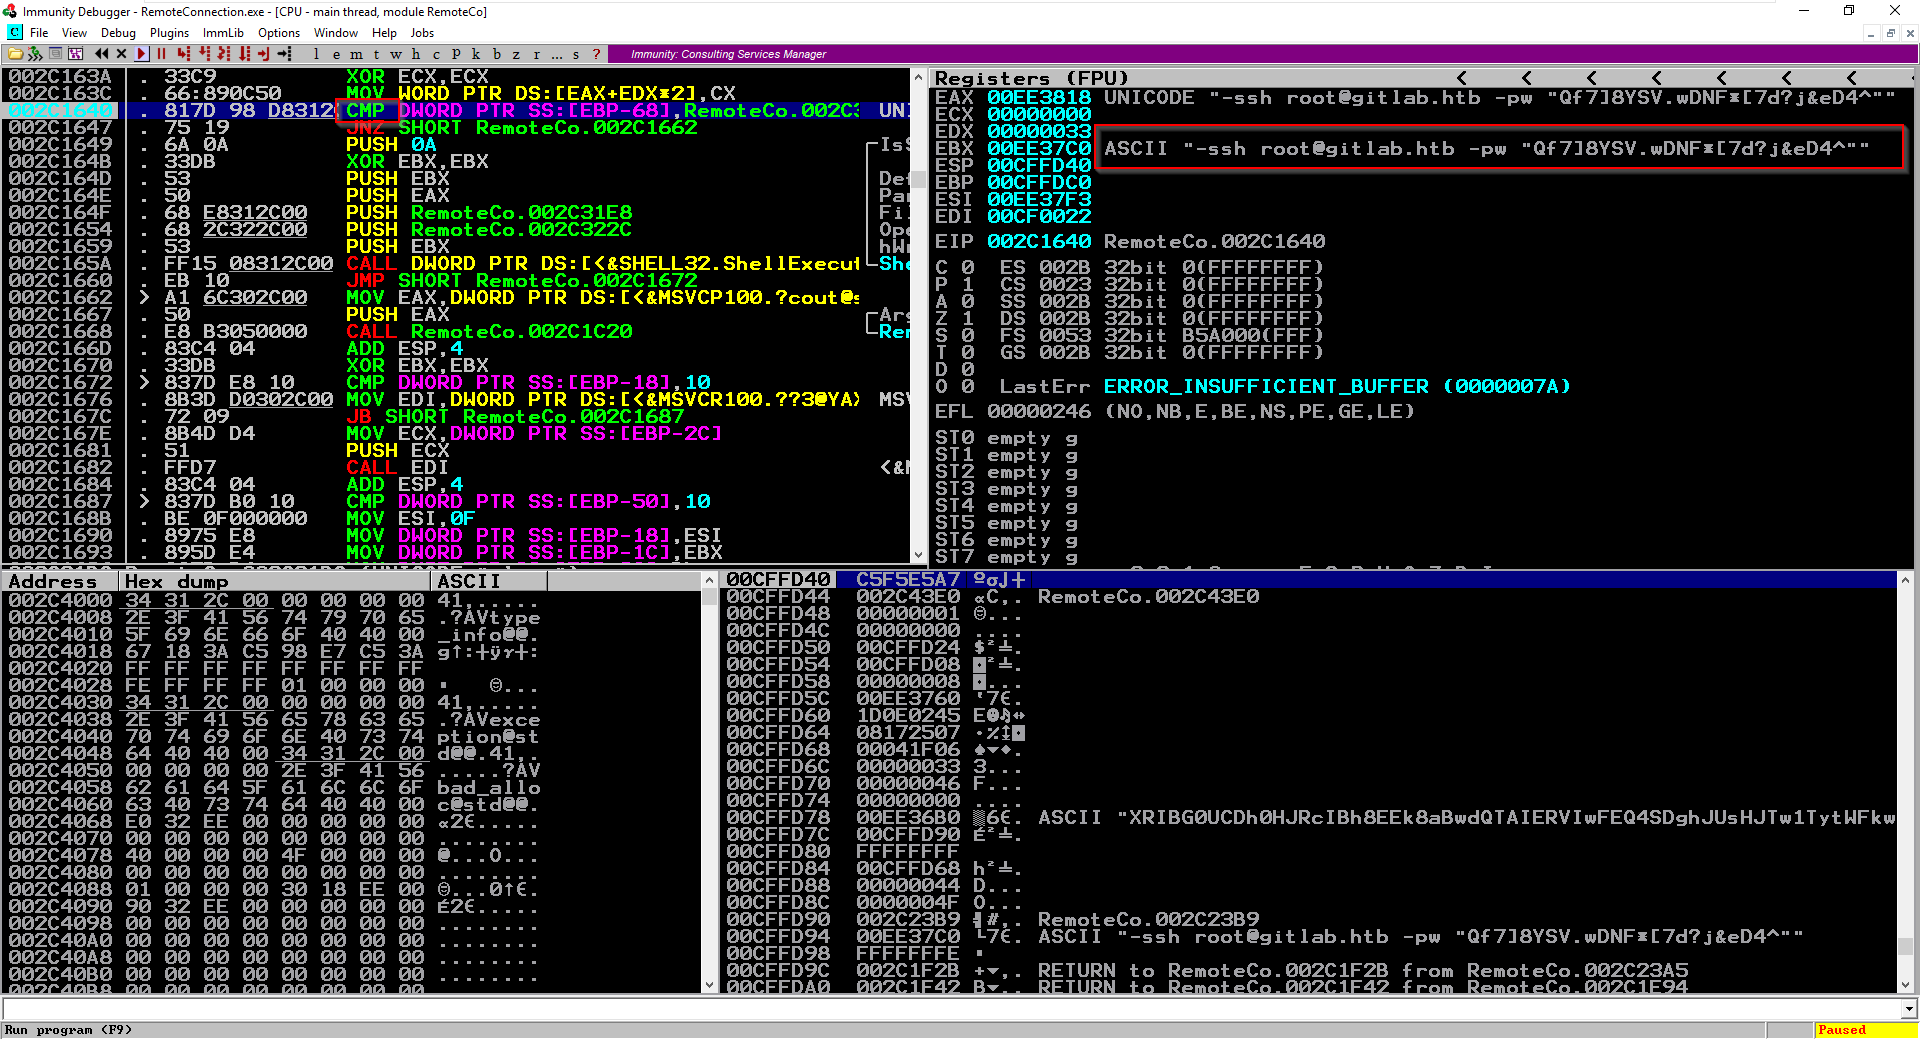 Immunity Debugger - RemoteConnection.exe - [CPU - main thread, module RemoteCo]
C File View Debug Plugins ImmLib Options Window Help Jobs
l e m t w h c P k b z r ... s ? Immunity: Consulting Services Manager
002C163A . 33C9 XOR ECX,ECX
002C163C . 66:890C50 MOV WORD PTR DS:[EAX+EDX*2],CX
002C1640 . 817D 98 D8312 CMP DWORD PTR SS:[EBP-68],RemoteCo.002C3 UNI
002C1647 . 75 19 JNZ SHORT RemoteCo.002C1662
002C1649 . 6A 0A PUSH 0A IsS
002C164B . 33DB XOR EBX,EBX
002C164D . 53 PUSH EBX Def
002C164E . 50 PUSH EAX Par
002C164F . 68 E8312C00 PUSH RemoteCo.002C31E8 Fil
002C1654 . 68 2C322C00 PUSH RemoteCo.002C322C Ope
002C1659 . 53 PUSH EBX hWn
002C165A . FF15 08312C00 CALL DWORD PTR DS:[<&SHELL32.ShellExecut She
002C1660 . EB 10 JMP SHORT RemoteCo.002C1672
002C1662 > A1 6C302C00 MOV EAX,DWORD PTR DS:[<&MSVCP100.?cout@s
002C1667 . 50 PUSH EAX Arg
002C1668 . E8 B3050000 CALL RemoteCo.002C1C20 Rem
002C166D . 83C4 04 ADD ESP,4
002C1670 . 33DB XOR EBX,EBX
002C1672 > 837D E8 10 CMP DWORD PTR SS:[EBP-18],10
002C1676 . 8B3D D0302C00 MOV EDI,DWORD PTR DS:[<&MSVCR100.??3@YAX MSV
002C167C . 72 09 JB SHORT RemoteCo.002C1687
002C167E . 8B4D D4 MOV ECX,DWORD PTR SS:[EBP-2C]
002C1681 . 51 PUSH ECX
002C1682 . FFD7 CALL EDI <&M
002C1684 . 83C4 04 ADD ESP,4
002C1687 > 837D B0 10 CMP DWORD PTR SS:[EBP-50],10
002C168B . BE 0F000000 MOV ESI,0F
002C1690 . 8975 E8 MOV DWORD PTR SS:[EBP-18],ESI
002C1693 . 895D E4 MOV DWORD PTR SS:[EBP-1C],EBX
Registers (FPU) < < < < < < < <
EAX 00EE3818 UNICODE "-ssh root@gitlab.htb -pw "Qf7]8YSV.wDNF*[7d?j&eD4^""
ECX 00000000
EDX 00000033
EBX 00EE37C0 ASCII "-ssh root@gitlab.htb -pw "Qf7]8YSV.wDNF*[7d?j&eD4^""
ESP 00CFFD40
EBP 00CFFDC0
ESI 00EE37F3
EDI 00CF0022
EIP 002C1640 RemoteCo.002C1640
C 0 ES 002B 32bit 0(FFFFFFFF)
P 1 CS 0023 32bit 0(FFFFFFFF)
A 0 SS 002B 32bit 0(FFFFFFFF)
Z 1 DS 002B 32bit 0(FFFFFFFF)
S 0 FS 0053 32bit B5A000(FFF)
T 0 GS 002B 32bit 0(FFFFFFFF)
D 0
O 0 LastErr ERROR_INSUFFICIENT_BUFFER (0000007A)
EFL 00000246 (NO,NB,E,BE,NS,PE,GE,LE)
ST0 empty g
ST1 empty g
ST2 empty g
ST3 empty g
ST4 empty g
ST5 empty g
ST6 empty g
ST7 empty g
Address Hex dump ASCII
002C4000 34 31 2C 00 00 00 00 00 41,.....
002C4008 2E 3F 41 56 74 79 70 65 .?AVtype
002C4010 5F 69 6E 66 6F 40 40 00 _info@@.
002C4018 67 18 3A C5 98 E7 C5 3A g↑:┼ÿτ┼:
002C4020 FF FF FF FF FF FF FF FF
002C4028 FE FF FF FF 01 00 00 00 ■ ☺...
002C4030 34 31 2C 00 00 00 00 00 41,.....
002C4038 2E 3F 41 56 65 78 63 65 .?AVexce
002C4040 70 74 69 6F 6E 40 73 74 ption@st
002C4048 64 40 40 00 34 31 2C 00 d@@.41,.
002C4050 00 00 00 00 2E 3F 41 56 .....?AV
002C4058 62 61 64 5F 61 6C 6C 6F bad_allo
002C4060 63 40 73 74 64 40 40 00 c@std@@.
002C4068 E0 32 EE 00 00 00 00 00 α2ε.....
002C4070 00 00 00 00 00 00 00 00 ........
002C4078 40 00 00 00 4F 00 00 00 @...O...
002C4080 00 00 00 00 00 00 00 00 ........
002C4088 01 00 00 00 30 18 EE 00 ☺...0↑ε.
002C4090 90 32 EE 00 00 00 00 00 É2ε.....
002C4098 00 00 00 00 00 00 00 00 ........
002C40A0 00 00 00 00 00 00 00 00 ........
002C40A8 00 00 00 00 00 00 00 00 ........
002C40B0 00 00 00 00 00 00 00 00 ........
002C40B8 00 00 00 00 00 00 00 00 ........
00CFFD40 C5F5E5A7 ºσJ┼
00CFFD44 002C43E0 αC,. RemoteCo.002C43E0
00CFFD48 00000001 ☺...
00CFFD4C 00000000 ....
00CFFD50 00CFFD24 $²╧.
00CFFD54 00CFFD08 ◘²╧.
00CFFD58 00000008 ◘...
00CFFD5C 00EE3760 `7ε.
00CFFD60 1D0E0245 E☻♫↔
00CFFD64 08172507 •%↨◘
00CFFD68 00041F06 ♠▼♦.
00CFFD6C 00000033 3...
00CFFD70 00000046 F...
00CFFD74 00000000 ....
00CFFD78 00EE36B0 ▒6ε. ASCII "XRIBG0UCDh0HJRcIBh8EEk8aBwdQTAIERVIwFEQ4SDghJUsHJTw1TytWFkw
00CFFD7C 00CFFD90 É²╧.
00CFFD80 FFFFFFFF
00CFFD84 00CFFD68 h²╧.
00CFFD88 00000044 D...
00CFFD8C 0000004F O...
00CFFD90 002C23B9 ╣#,. RemoteCo.002C23B9
00CFFD94 00EE37C0 └7ε. ASCII "-ssh root@gitlab.htb -pw "Qf7]8YSV.wDNF*[7d?j&eD4^""
00CFFD98 FFFFFFFE ■
00CFFD9C 002C1F2B +▼,. RETURN to RemoteCo.002C1F2B from RemoteCo.002C23A5
00CFFDA0 002C1F42 B▼,. RETURN to RemoteCo.002C1F42 from RemoteCo.002C1E94
Run program (F9) Paused